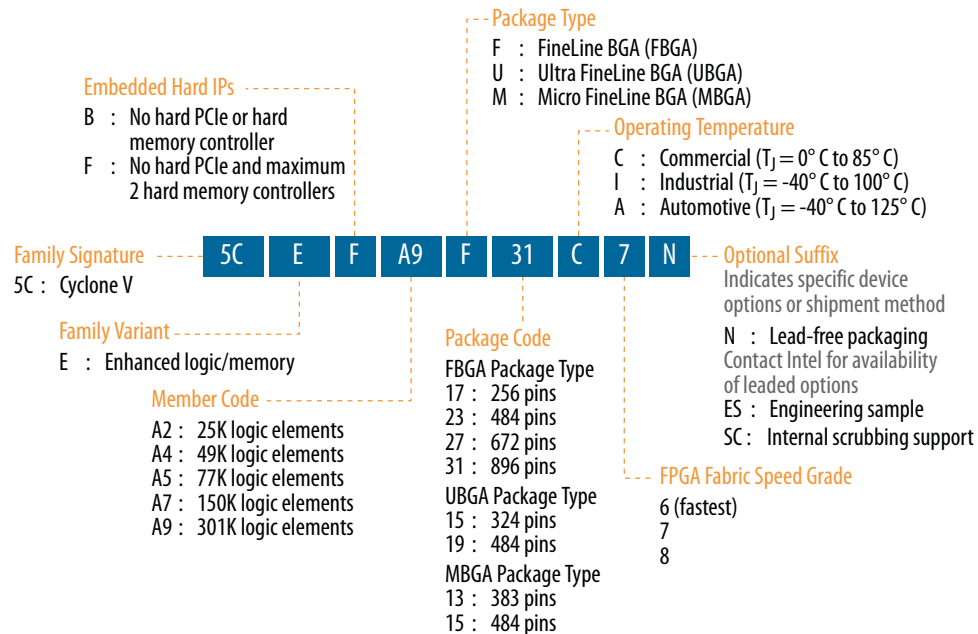 Package Type
F : FineLine BGA (FBGA)
U : Ultra FineLine BGA (UBGA)
M : Micro FineLine BGA (MBGA)
Embedded Hard IPs
B : No hard PCIe or hard
memory controller
F : No hard PCIe and maximum
2 hard memory controllers
Operating Temperature
C : Commercial (TJ = 0° C to 85° C)
I : Industrial (TJ = -40° C to 100° C)
A : Automotive (TJ = -40° C to 125° C)
Family Signature
5C : Cyclone V
5C E F A9 F 31 C 7 N
Optional Suffix
Indicates specific device
options or shipment method
N : Lead-free packaging
Contact Intel for availability
of leaded options
ES : Engineering sample
SC : Internal scrubbing support
Family Variant
E : Enhanced logic/memory
Member Code
A2 : 25K logic elements
A4 : 49K logic elements
A5 : 77K logic elements
A7 : 150K logic elements
A9 : 301K logic elements
Package Code
FBGA Package Type
17 : 256 pins
23 : 484 pins
27 : 672 pins
31 : 896 pins
UBGA Package Type
15 : 324 pins
19 : 484 pins
MBGA Package Type
13 : 383 pins
15 : 484 pins
FPGA Fabric Speed Grade
6 (fastest)
7
8